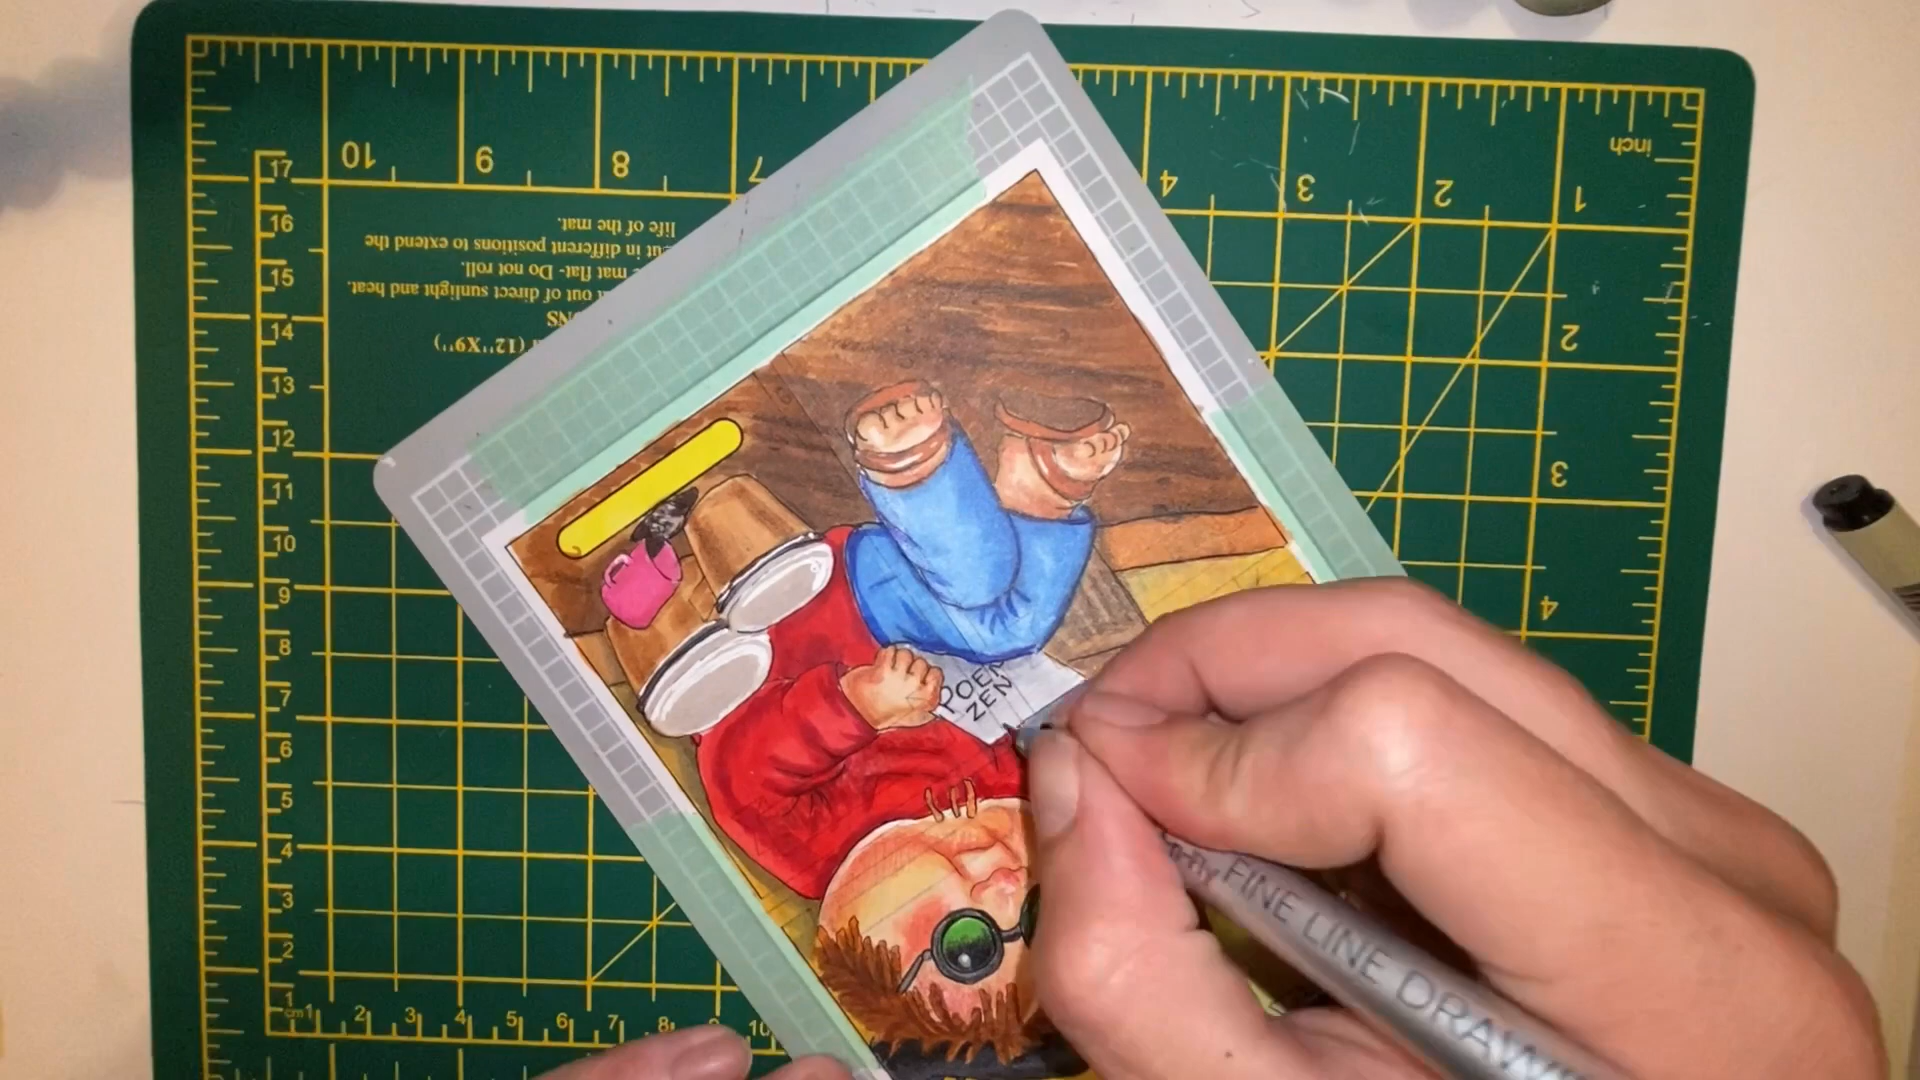 inch
10 9 8 7 4 3 2 1
17
16
15
14
13
12
11
10
9
8
7
6
5
4
3
2
1
cm1 2 3 4 5 6 7 8 9 10
2
3
4
(12"X9")
out of direct sunlight and heat.
mat flat- Do not roll.
in different positions to extend the
life of the mat.
ZEN
FINE LINE DRAW